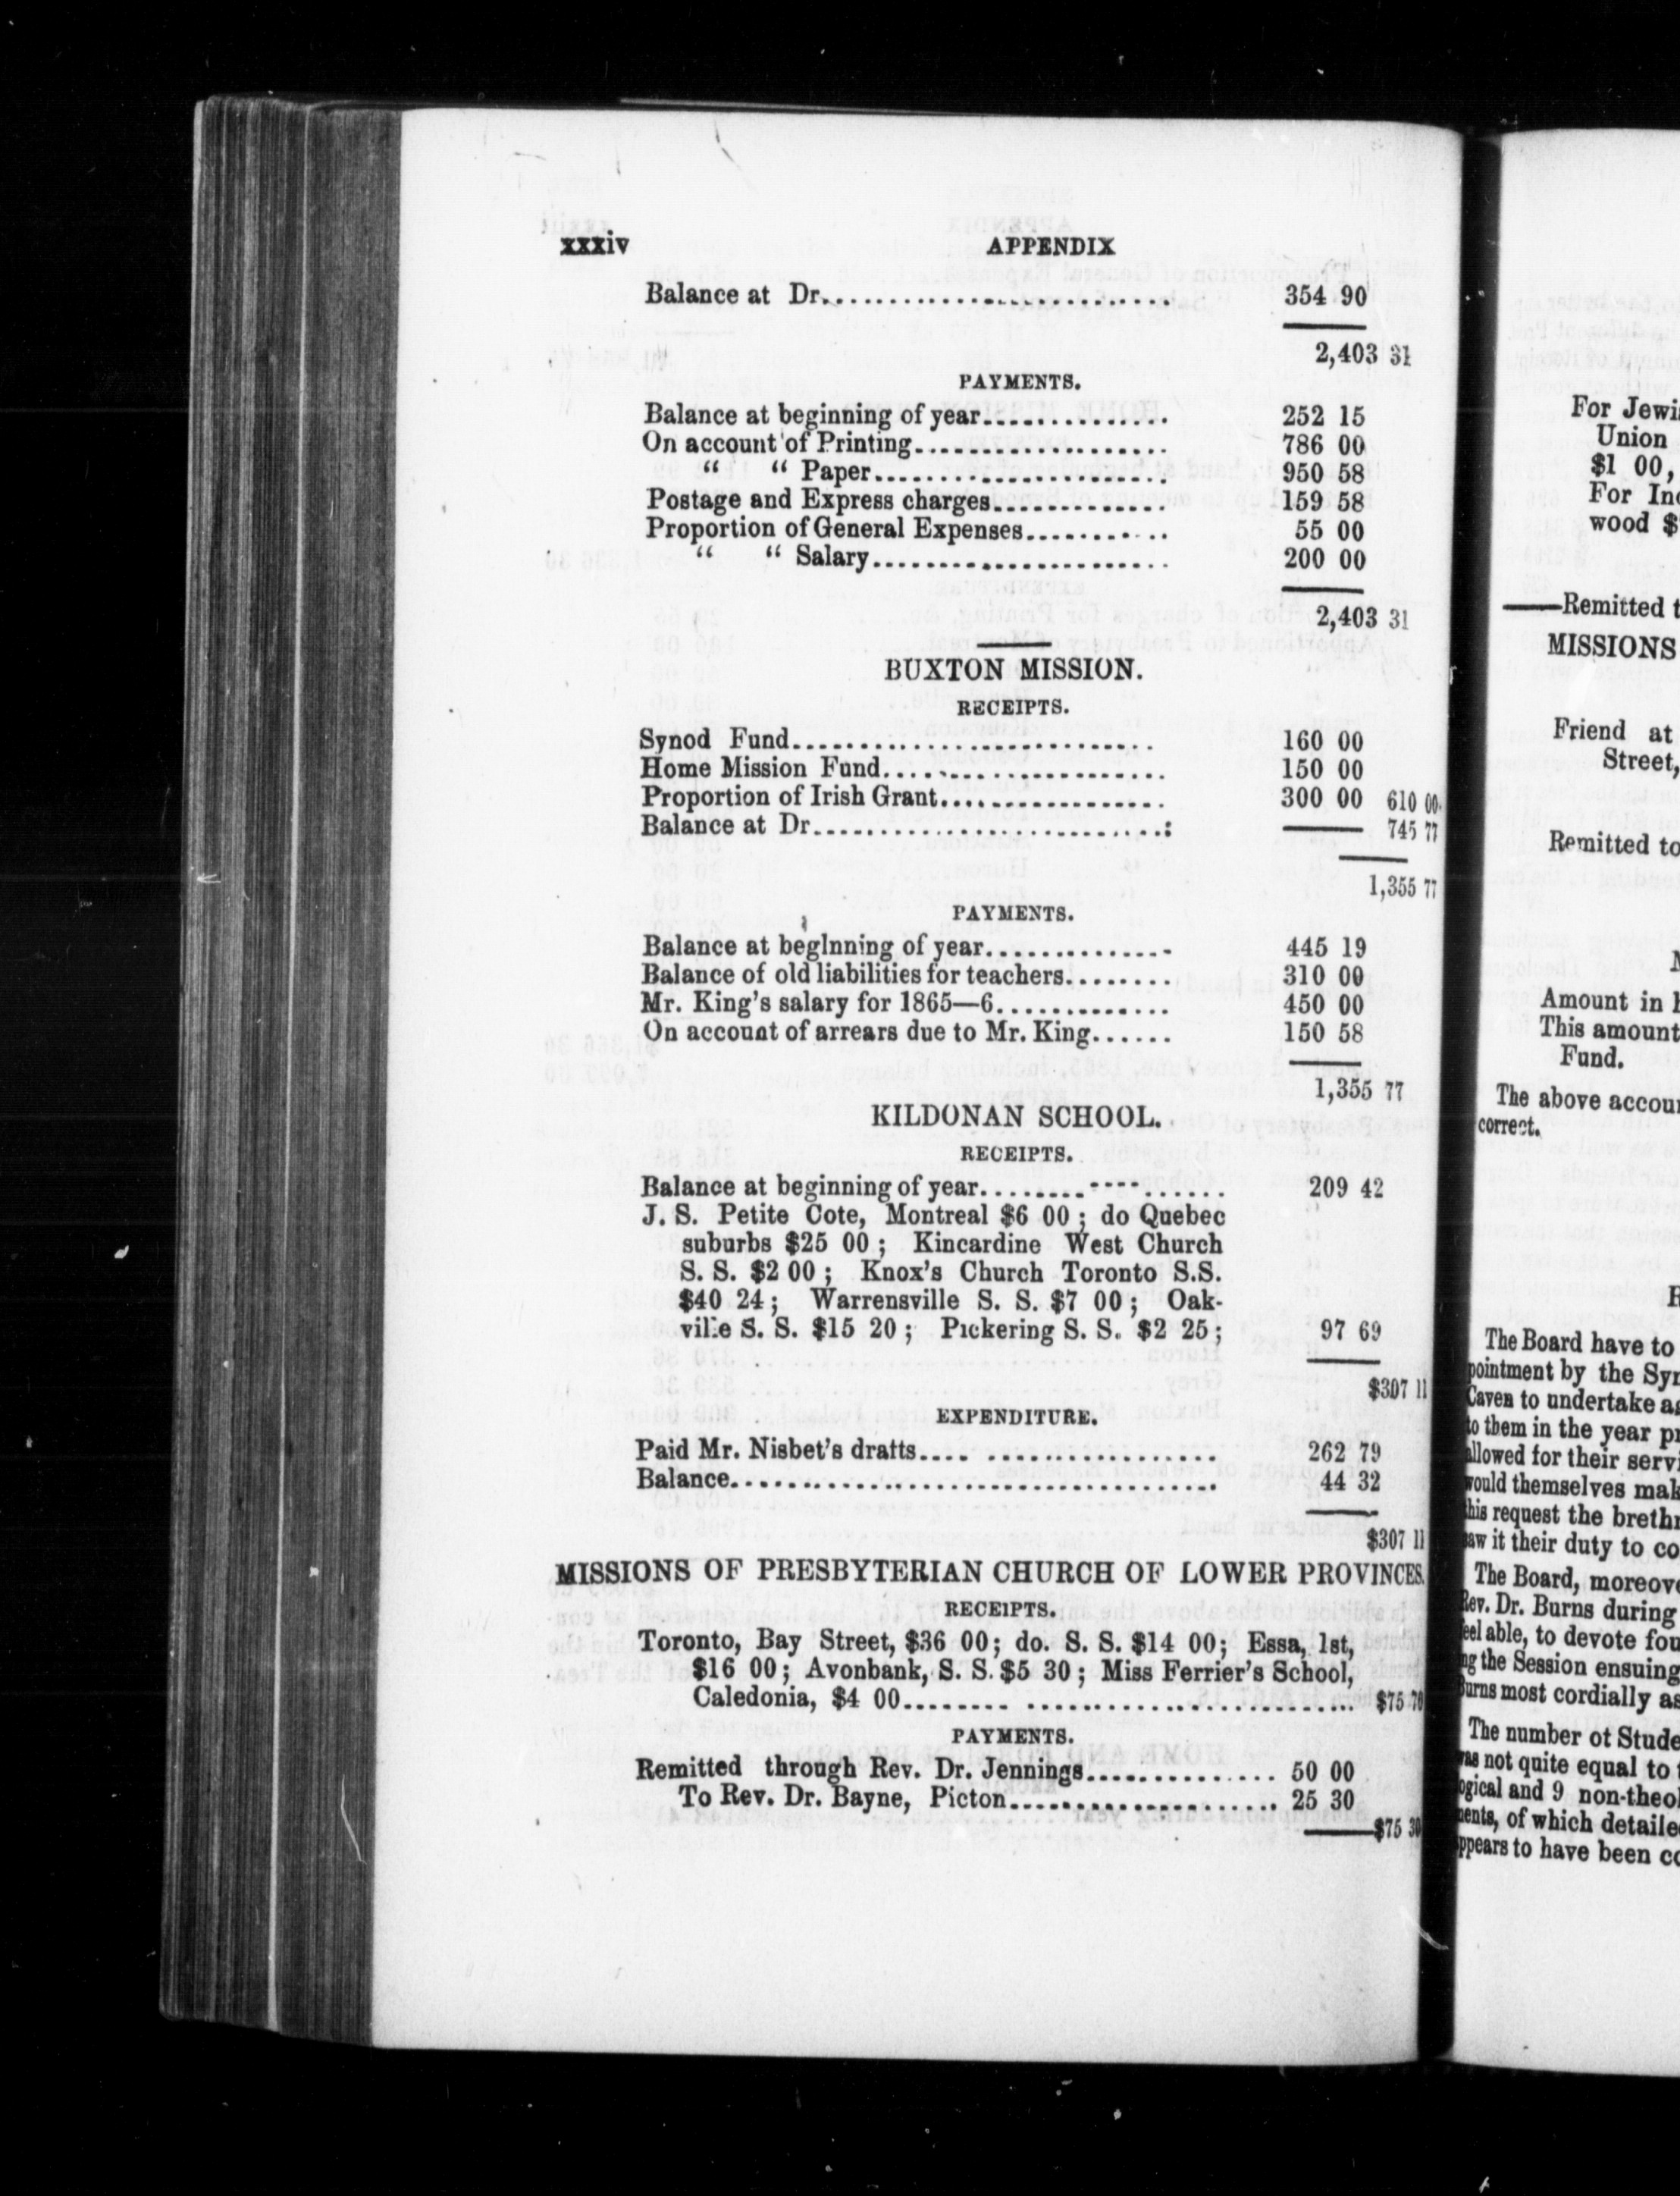 xxxiv APPENDIX
Balance at Dr............................ 354 90
2,403 31
PAYMENTS.
Balance at beginning of year.............. 252 15
On account of Printing................... 786 00
“ “ Paper...................... 950 58
Postage and Express charges............. 159 58
Proportion of General Expenses........... 55 00
“ “ Salary...................... 200 00
2,403 31
BUXTON MISSION.
RECEIPTS.
Synod Fund............................ 160 00
Home Mission Fund...................... 150 00
Proportion of Irish Grant................. 300 00 610 00
Balance at Dr..........................: 745 77
1,355 77
PAYMENTS.
Balance at beglnning of year.............. 445 19
Balance of old liabilities for teachers........ 310 00
Mr. King's salary for 1865—6............. 450 00
On account of arrears due to Mr. King...... 150 58
1,355 77
KILDONAN SCHOOL.
RECEIPTS.
Balance at beginning of year.................. 209 42
J. S. Petite Cote, Montreal $6 00 ; do Quebec
suburbs $25 00 ; Kincardine West Church
S. S. $2 00 ; Knox's Church Toronto S.S.
$40 24 ; Warrensville S. S. $7 00 ; Oak-
ville S. S. $15 20 ; Pickering S. S. $2 25 ; 97 69
$307 11
EXPENDITURE.
Paid Mr. Nisbet's dratts.... .................. 262 79
Balance..................................... 44 32
$307 11
MISSIONS OF PRESBYTERIAN CHURCH OF LOWER PROVINCES.
RECEIPTS.
Toronto, Bay Street, $36 00 ; do. S. S. $14 00 ; Essa, 1st,
$16 00 ; Avonbank, S. S. $5 30 ; Miss Ferrier's School,
Caledonia, $4 00........ ......................... $75
PAYMENTS.
Remitted through Rev. Dr. Jennings.............. 50 00
To Rev. Dr. Bayne, Picton.................... 25 30
$75 30
For Jewi
Union
$1 00,
For In
wood $
—Remitted t
MISSIONS
Friend at
Street,
Remitted to
Amount in
This amount
Fund.
The above accou
correct.
The Board have to
pointment by the Syn
Caven to undertake as
to them in the year pr
allowed for their servi
would themselves mak
this request the brethr
saw it their duty to co
The Board, moreove
Rev. Dr. Burns during
feel able, to devote fou
ng the Session ensuing
Burns most cordially as
The number ot Stude
was not quite equal to
ogical and 9 non-theol
ments, of which detaile
ppears to have been co